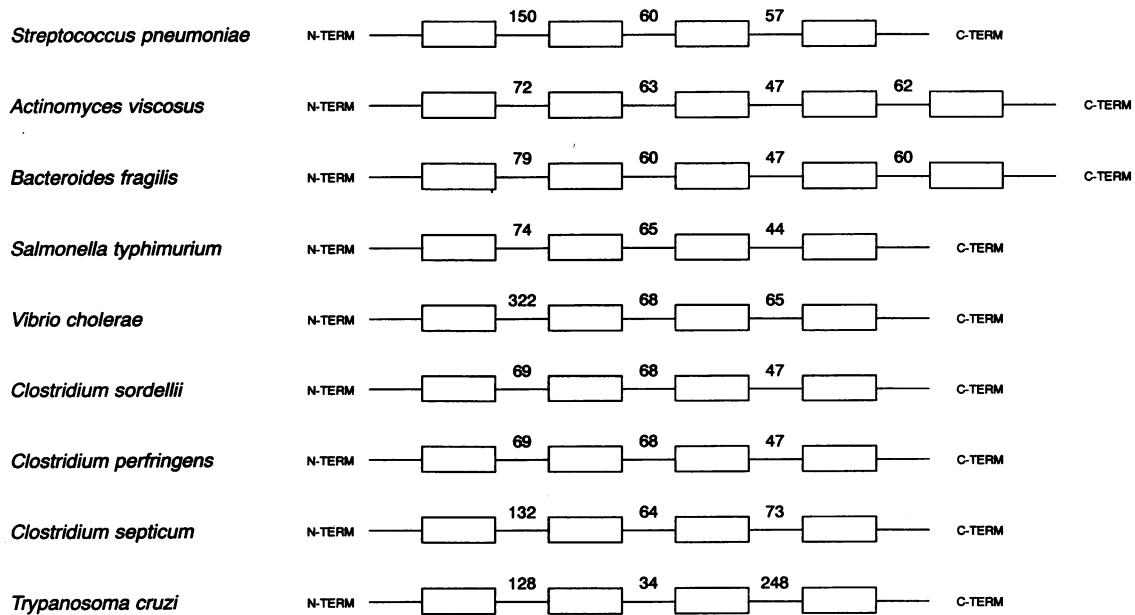 150 60 57
Streptococcus pneumoniae N-TERM C-TERM
72 63 47 62
Actinomyces viscosus N-TERM C-TERM
79 60 47 60
Bacteroides fragilis N-TERM C-TERM
74 65 44
Salmonella typhimurium N-TERM C-TERM
322 68 65
Vibrio cholerae N-TERM C-TERM
69 68 47
Clostridium sordellii N-TERM C-TERM
69 68 47
Clostridium perfringens N-TERM C-TERM
132 64 73
Clostridium septicum N-TERM C-TERM
128 34 248
Trypanosoma cruzi N-TERM C-TERM